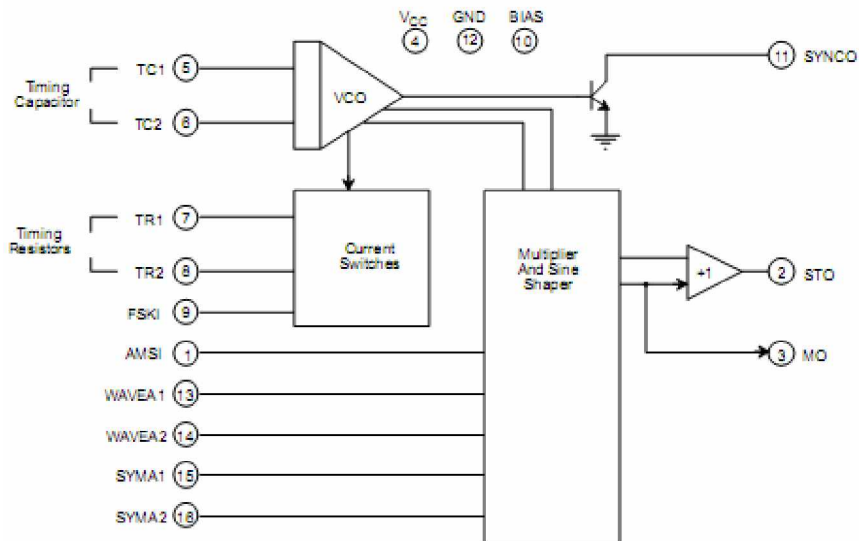 VCC GND BIAS
4 12 10
TC1 5
11 SYNCO
Timing
Capacitor
VCO
TC2 6
TR1 7
Timing
Resistors
Current
Switches
Multiplier
And Sine
Shaper
TR2 8
+1
2 STO
FSKI 9
AMSI 1
3 MO
WAVEA1 13
WAVEA2 14
SYMA1 15
SYMA2 16